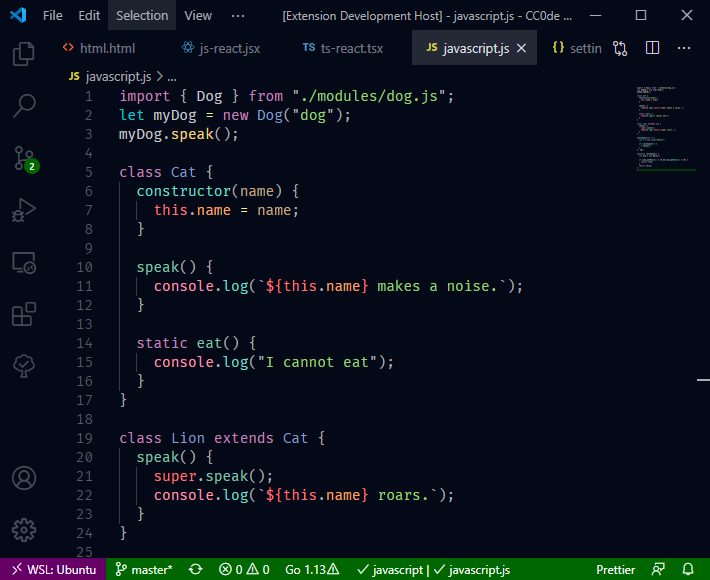 File Edit Selection View ··· [Extension Development Host] - javascript.js - CC0de ...
html.html JS js-react.jsx TS ts-react.tsx JS javascript.js settin ···
JS javascript.js > ...
1 import { Dog } from "./modules/dog.js";
2 let myDog = new Dog("dog");
3 myDog.speak();
4
5 class Cat {
6 constructor(name) {
7 this.name = name;
8 }
9
10 speak() {
11 console.log(`${this.name} makes a noise.`);
12 }
13
14 static eat() {
15 console.log("I cannot eat");
16 }
17 }
18
19 class Lion extends Cat {
20 speak() {
21 super.speak();
22 console.log(`${this.name} roars.`);
23 }
24 }
25
2
WSL: Ubuntu master* 0 0 Go 1.13 javascript | javascript.js Prettier